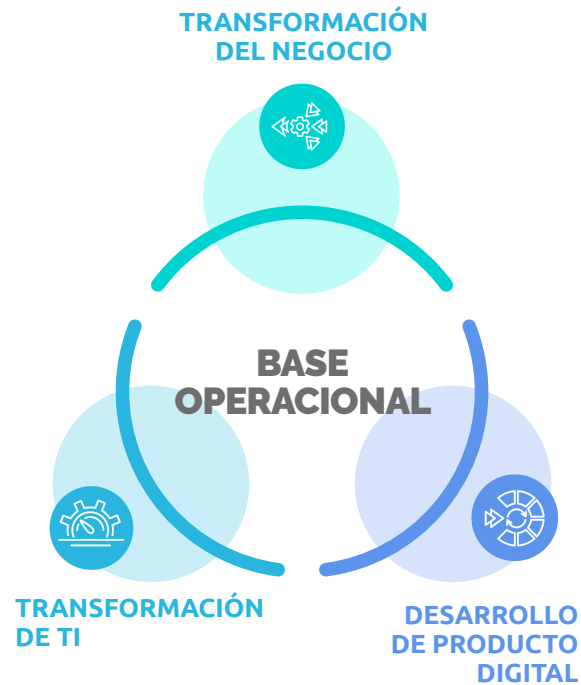 TRANSFORMACIÓN
DEL NEGOCIO
BASE
OPERACIONAL
TRANSFORMACIÓN
DE TI
DESARROLLO
DE PRODUCTO
DIGITAL